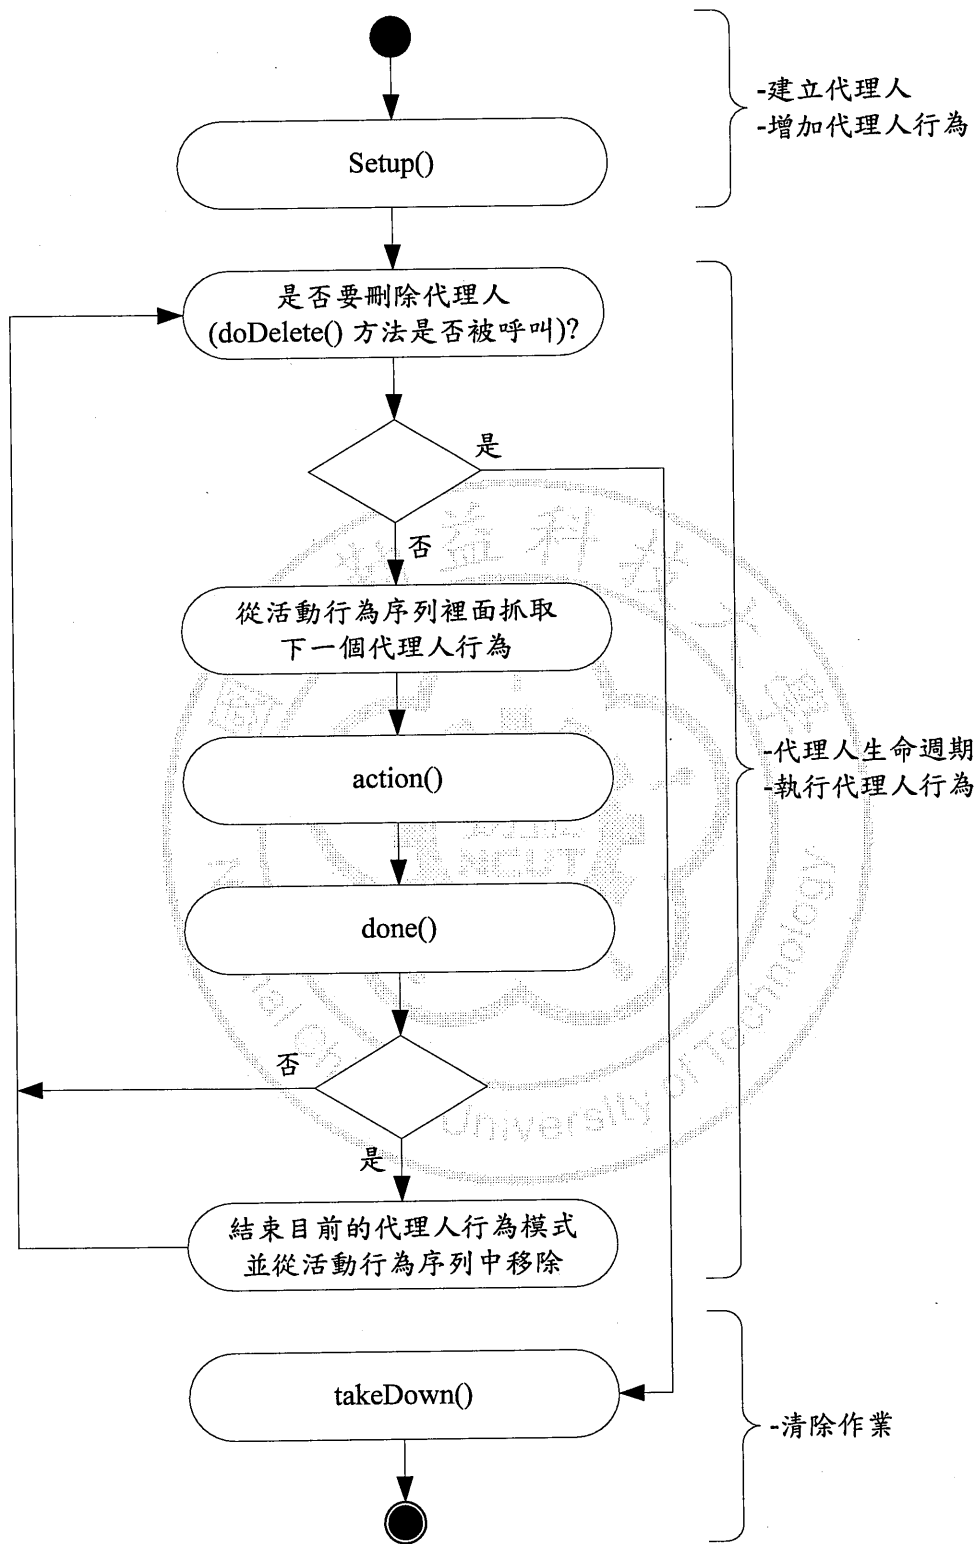 -建立代理人
-增加代理人行為
Setup()
是否要刪除代理人
(doDelete() 方法是否被呼叫)?
是
否
從活動行為序列裡面抓取
下一個代理人行為
action()
-代理人生命週期
-執行代理人行為
NCUT
done()
否
是
University of Technology
結束目前的代理人行為模式
並從活動行為序列中移除
takeDown()
-清除作業